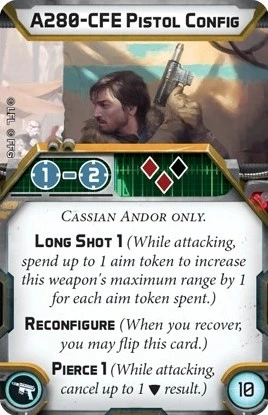 A280-CFE Pistol Config
© LFL © FFG
1 - 2
Cassian Andor only.
Long Shot 1 (While attacking,
spend up to 1 aim token to increase
this weapon's maximum range by 1
for each aim token spent.)
Reconfigure (When you recover,
you may flip this card.)
Pierce 1 (While attacking,
cancel up to 1 result.)
10